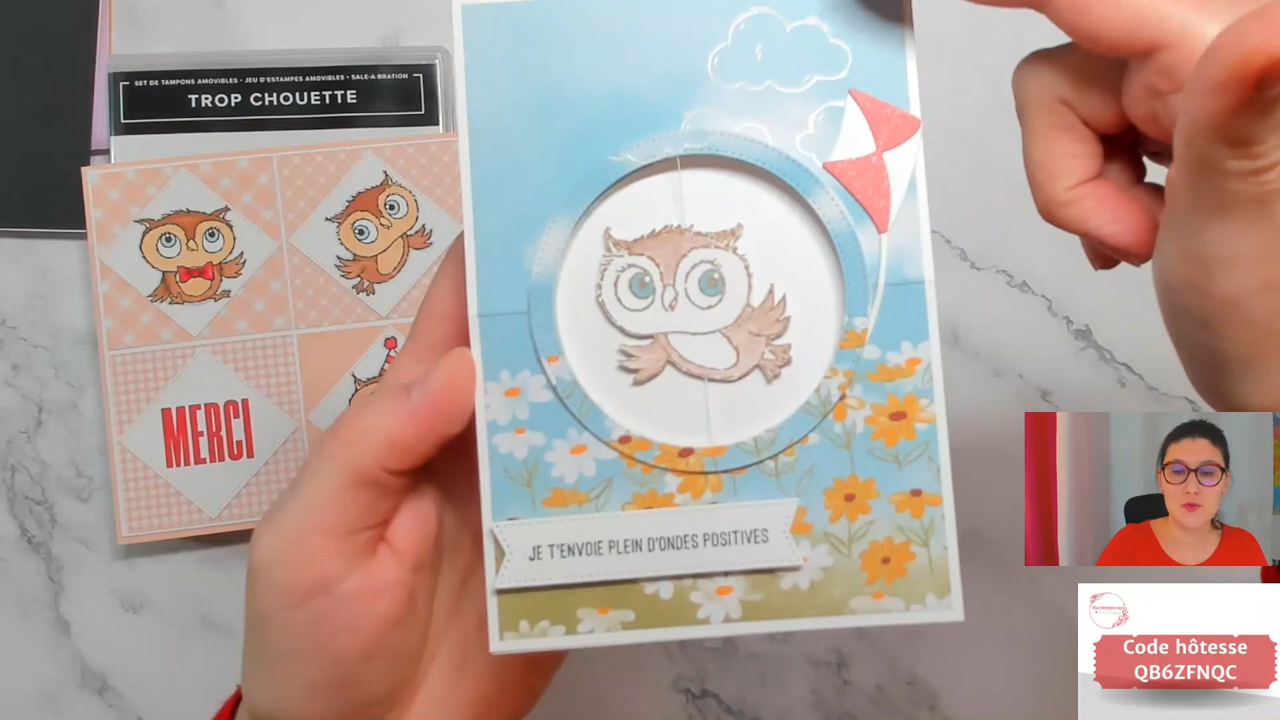 SET DE TAMPONS AMOVIBLES • JEU D'ESTAMPES AMOVIBLES • SALE-A-BRATION
TROP CHOUETTE
MERCI
JE T'ENVOIE PLEIN D'ONDES POSITIVES
Code hôtesse
QB6ZFNQC